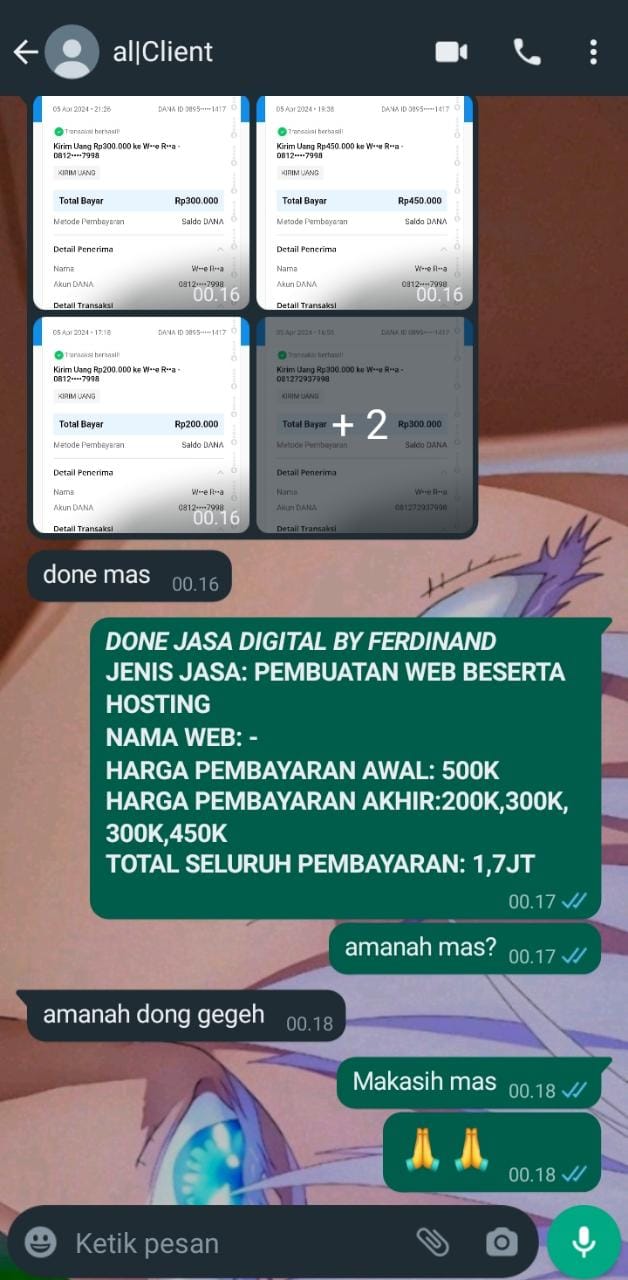 al|Client
05 Apr 2024 • 21:26 DANA ID 0895••••••1417
Transaksi berhasil!
Kirim Uang Rp300.000 ke W••e R••a -
0812••••7998
KIRIM UANG
Total Bayar Rp300.000
Metode Pembayaran Saldo DANA
Detail Penerima
Nama W••e R••a
Akun DANA 0812••••7998
Detail Transaksi
00.16
05 Apr 2024 • 19:38 DANA ID 0895••••••1417
Transaksi berhasil!
Kirim Uang Rp450.000 ke W••e R••a -
0812••••7998
KIRIM UANG
Total Bayar Rp450.000
Metode Pembayaran Saldo DANA
Detail Penerima
Nama W••e R••a
Akun DANA 0812••••7998
Detail Transaksi
00.16
05 Apr 2024 • 17:18 DANA ID 0895••••••1417
Transaksi berhasil!
Kirim Uang Rp200.000 ke W••e R••a -
0812••••7998
KIRIM UANG
Total Bayar Rp200.000
Metode Pembayaran Saldo DANA
Detail Penerima
Nama W••e R••a
Akun DANA 0812••••7998
Detail Transaksi
00.16
05 Apr 2024 DANA ID 0895••••••1417
Transaksi berhasil!
Kirim Uang Rp300.000 ke W••e R••a -
081272937998
KIRIM UANG
Total Bayar Rp300.000
+ 2
Metode Pembayaran Saldo DANA
Detail Penerima
Nama W••e R••a
Akun DANA 081272937998
Detail Transaksi
done mas 00.16
DONE JASA DIGITAL BY FERDINAND
JENIS JASA: PEMBUATAN WEB BESERTA
HOSTING
NAMA WEB: -
HARGA PEMBAYARAN AWAL: 500K
HARGA PEMBAYARAN AKHIR:200K,300K,
300K,450K
TOTAL SELURUH PEMBAYARAN: 1,7JT
00.17
amanah mas? 00.17
amanah dong gegeh 00.18
Makasih mas 00.18
🙏 🙏 00.18
Ketik pesan